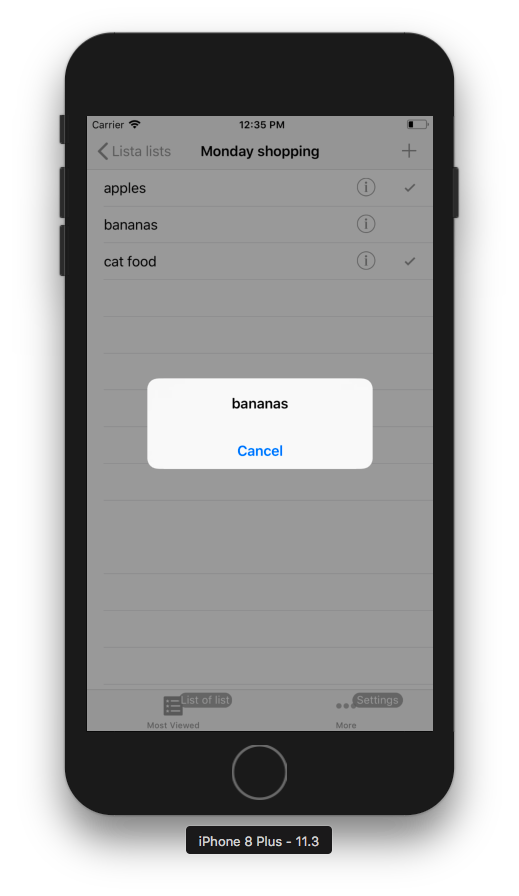 Carrier 12:35 PM
Lista lists Monday shopping +
apples
bananas
cat food
bananas
Cancel
List of list Settings
Most Viewed More
iPhone 8 Plus - 11.3